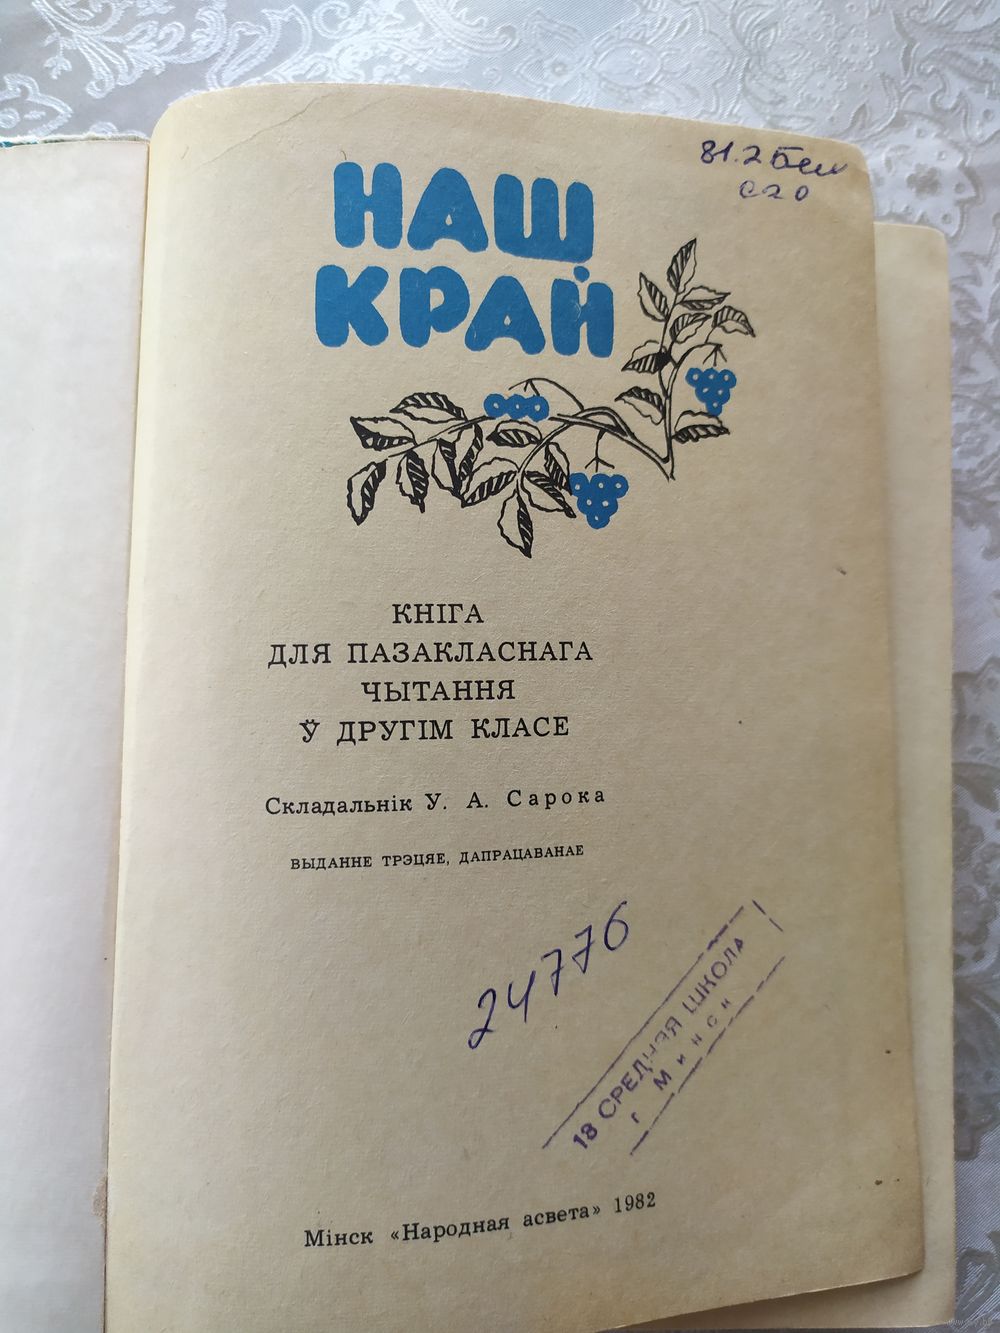 81.2 Бел
С20
НАШ
КРАЙ
КНІГА
ДЛЯ ПАЗАКЛАСНАГА
ЧЫТАННЯ
Ў ДРУГІМ КЛАСЕ
Складальнік У. А. Сарока
ВЫДАННЕ ТРЭЦЯЕ, ДАПРАЦАВАНАЕ
24776
18 СРЕДНЯЯ ШКОЛА
г Минск
Мінск «Народная асвета» 1982